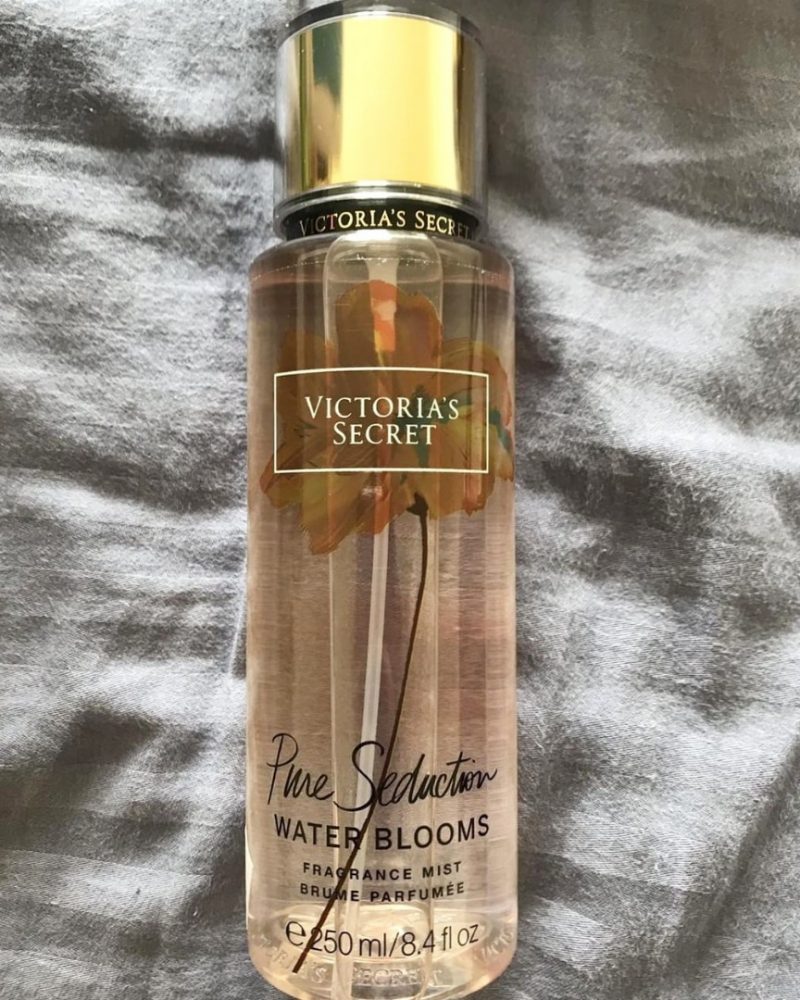 VICTORIA'S SECRET
VICTORIA'S
SECRET
Pure Seduction
WATER BLOOMS
FRAGRANCE MIST
BRUME PARFUMÉE
℮250 ml/8.4 fl oz